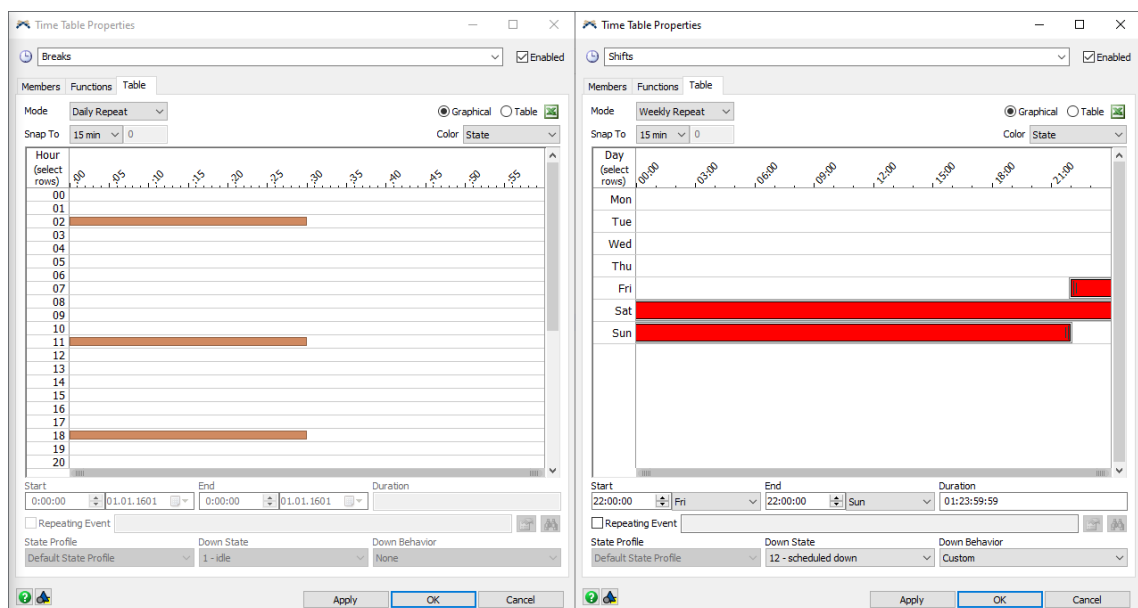 Time Table Properties
Breaks
Enabled
Members Functions Table
Mode Daily Repeat Graphical Table
Snap To 15 min 0 Color State
Hour
(select
rows) :00 :05 :10 :15 :20 :25 :30 :35 :40 :45 :50 :55
00
01
02
03
04
05
06
07
08
09
10
11
12
13
14
15
16
17
18
19
20
Start End Duration
0:00:00 01.01.1601 0:00:00 01.01.1601
Repeating Event
State Profile Down State Down Behavior
Default State Profile 1 - idle None
Apply OK Cancel
Time Table Properties
Shifts
Enabled
Members Functions Table
Mode Weekly Repeat Graphical Table
Snap To 15 min 0 Color State
Day
(select
rows) 00:00 03:00 06:00 09:00 12:00 15:00 18:00 21:00
Mon
Tue
Wed
Thu
Fri
Sat
Sun
Start End Duration
22:00:00 Fri 22:00:00 Sun 01:23:59:59
Repeating Event
State Profile Down State Down Behavior
Default State Profile 12 - scheduled down Custom
Apply OK Cancel